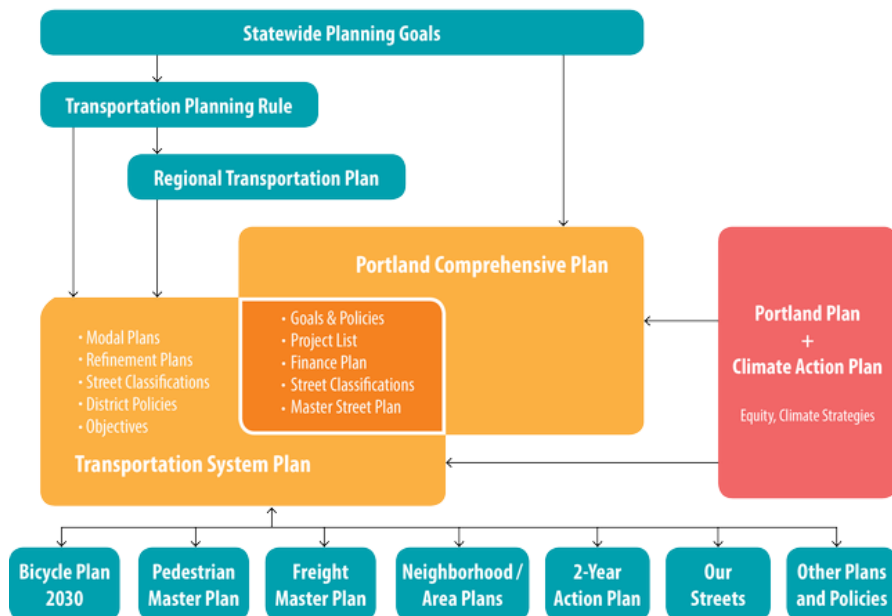 Statewide Planning Goals
Transportation Planning Rule
Regional Transportation Plan
Portland Comprehensive Plan
• Goals & Policies
• Project List
• Finance Plan
• Street Classifications
• Master Street Plan
• Modal Plans
• Refinement Plans
• Street Classifications
• District Policies
• Objectives
Transportation System Plan
Portland Plan
+
Climate Action Plan
Equity, Climate Strategies
Bicycle Plan
2030
Pedestrian
Master Plan
Freight
Master Plan
Neighborhood /
Area Plans
2-Year
Action Plan
Our
Streets
Other Plans
and Policies